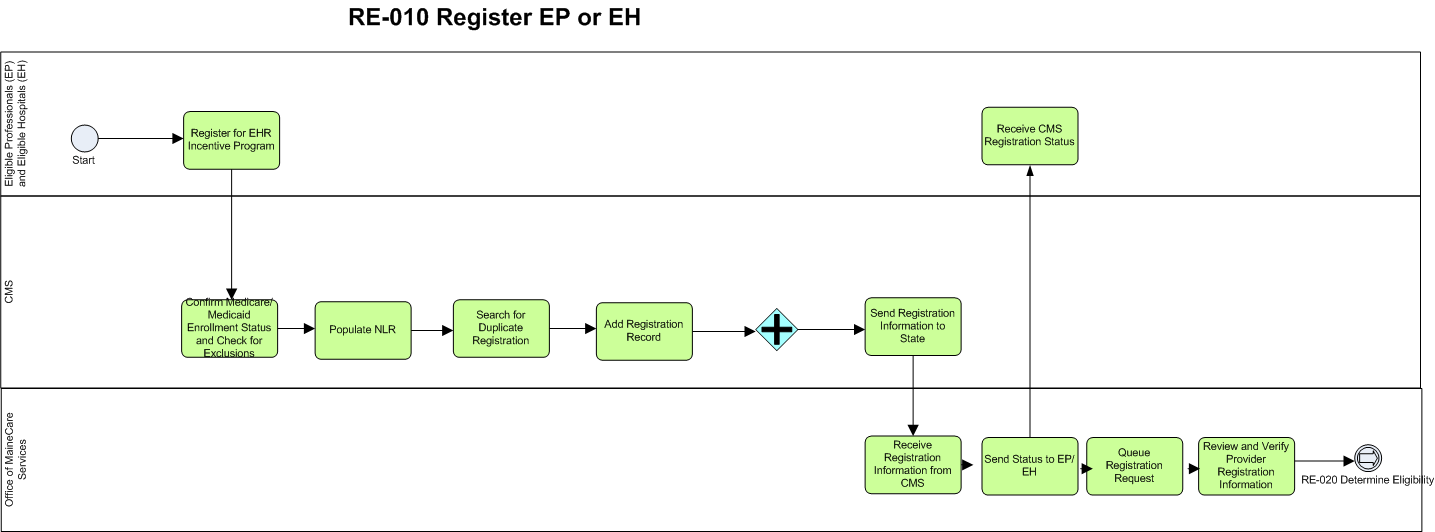 RE-010 Register EP or EH
Eligible Professionals (EP)
and Eligible Hospitals (EH)
Start
Register for EHR
Incentive Program
Receive CMS
Registration Status
CMS
Confirm Medicare/
Medicaid
Enrollment Status
and Check for
Exclusions
Populate NLR
Search for
Duplicate
Registration
Add Registration
Record
Send Registration
Information to
State
Office of MaineCare
Services
Receive
Registration
Information from
CMS
Send Status to EP/
EH
Queue
Registration
Request
Review and Verify
Provider
Registration
Information
RE-020 Determine Eligibility